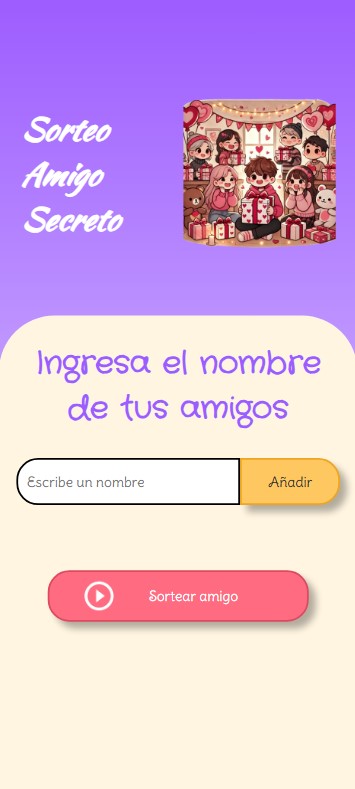 Sorteo
Amigo
Secreto
Ingresa el nombre
de tus amigos
Escribe un nombre
Añadir
Sortear amigo